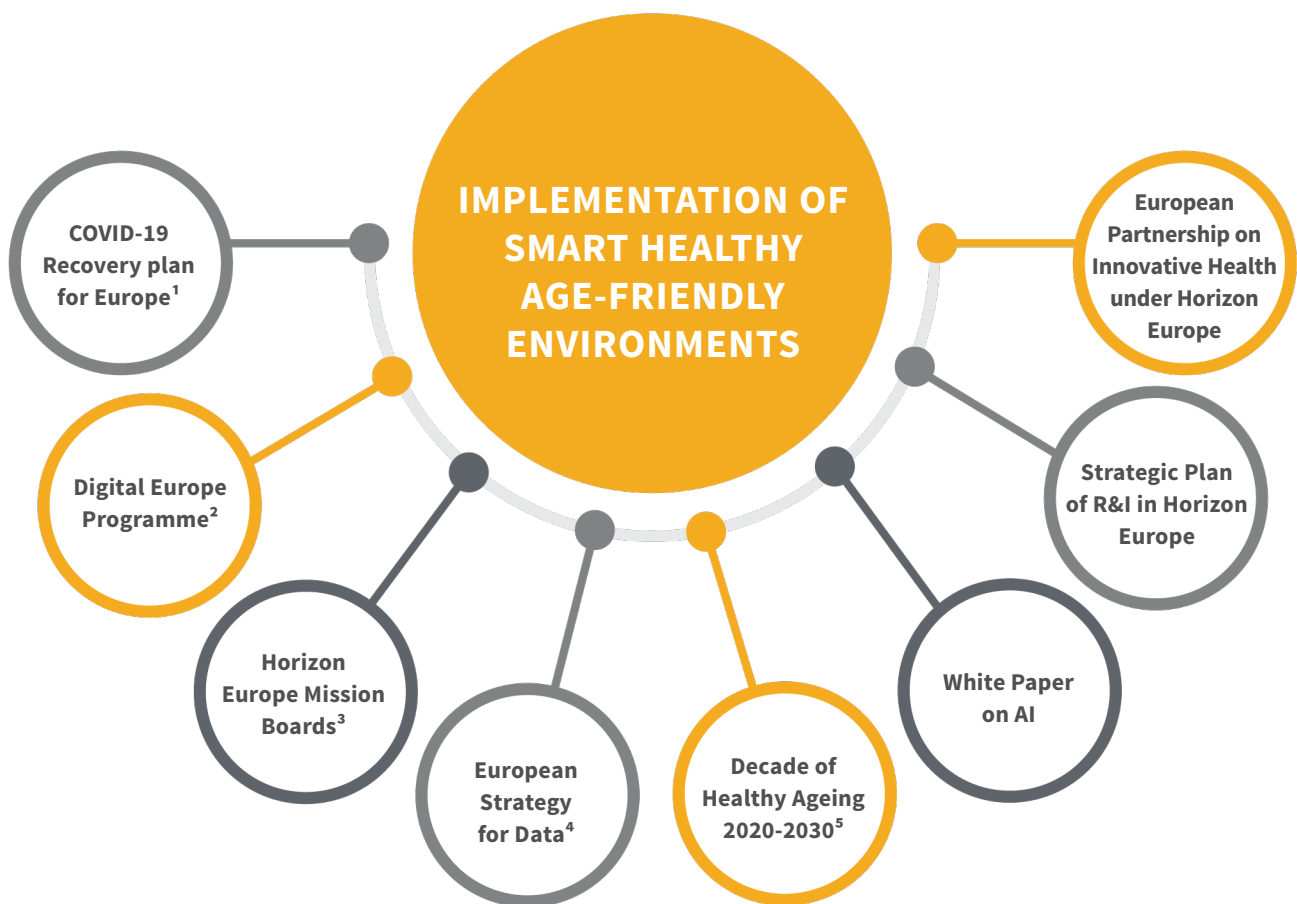 IMPLEMENTATION OF
SMART HEALTHY
AGE-FRIENDLY
ENVIRONMENTS
COVID-19
Recovery plan
for Europe¹
Digital Europe
Programme²
Horizon
Europe Mission
Boards³
European
Strategy
for Data⁴
Decade of
Healthy Ageing
2020-2030⁵
White Paper
on AI
Strategic Plan
of R&I in Horizon
Europe
European
Partnership on
Innovative Health
under Horizon
Europe